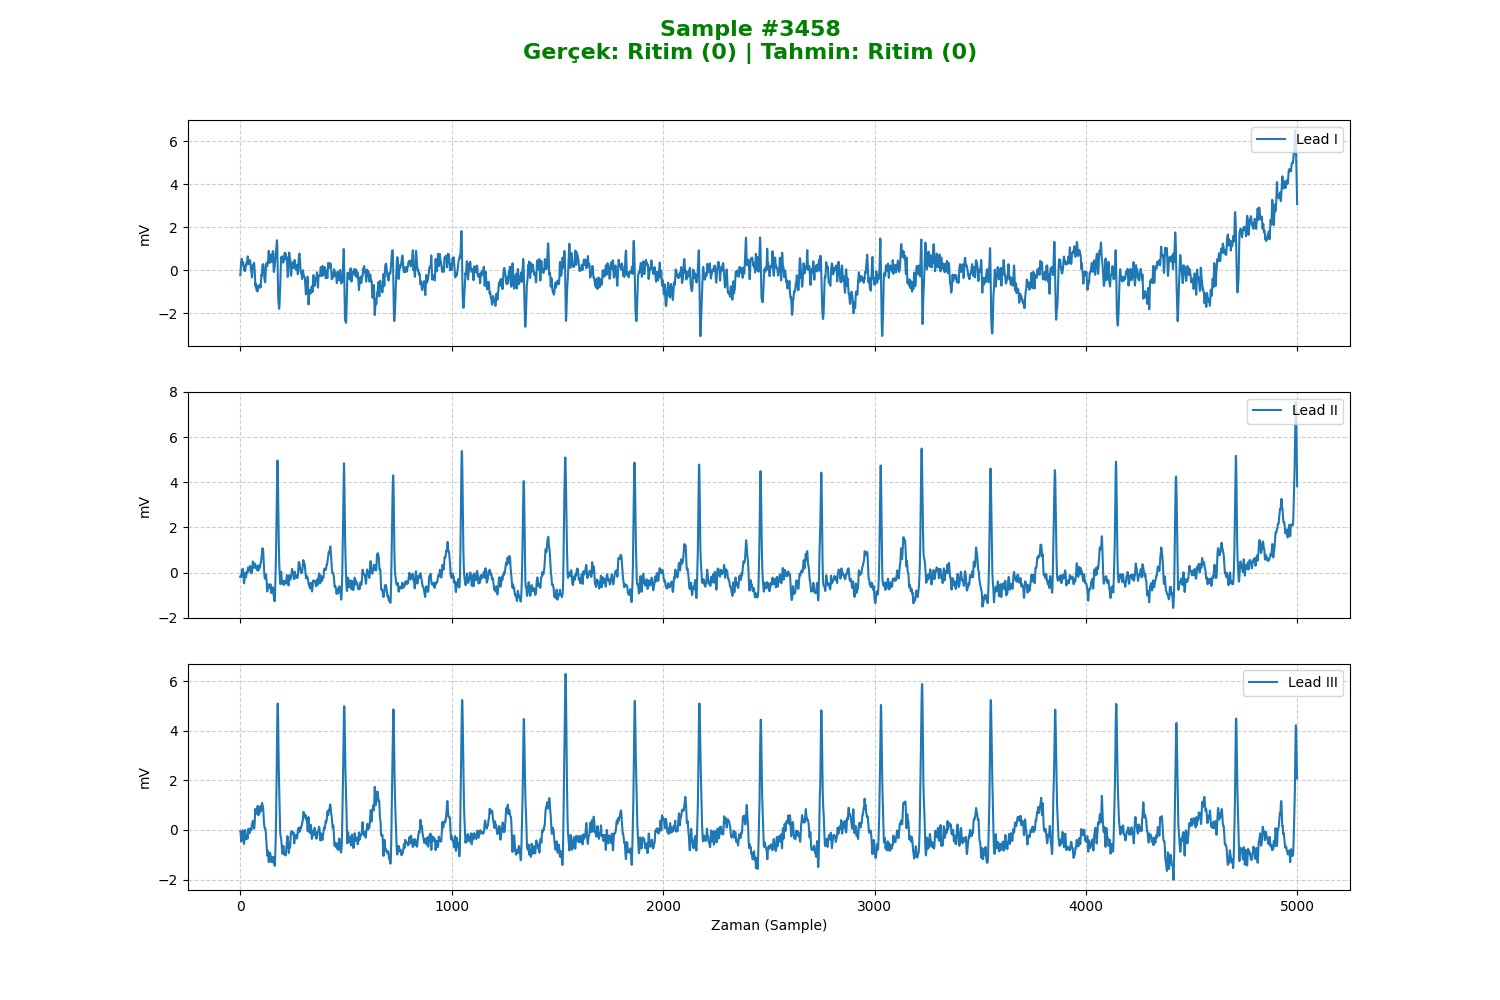 Sample #3458
Gerçek: Ritim (0) | Tahmin: Ritim (0)
6
4
2
0
−2
mV
Lead I
8
6
4
2
0
−2
mV
Lead II
6
4
2
0
−2
mV
Lead III
0 1000 2000 3000 4000 5000
Zaman (Sample)